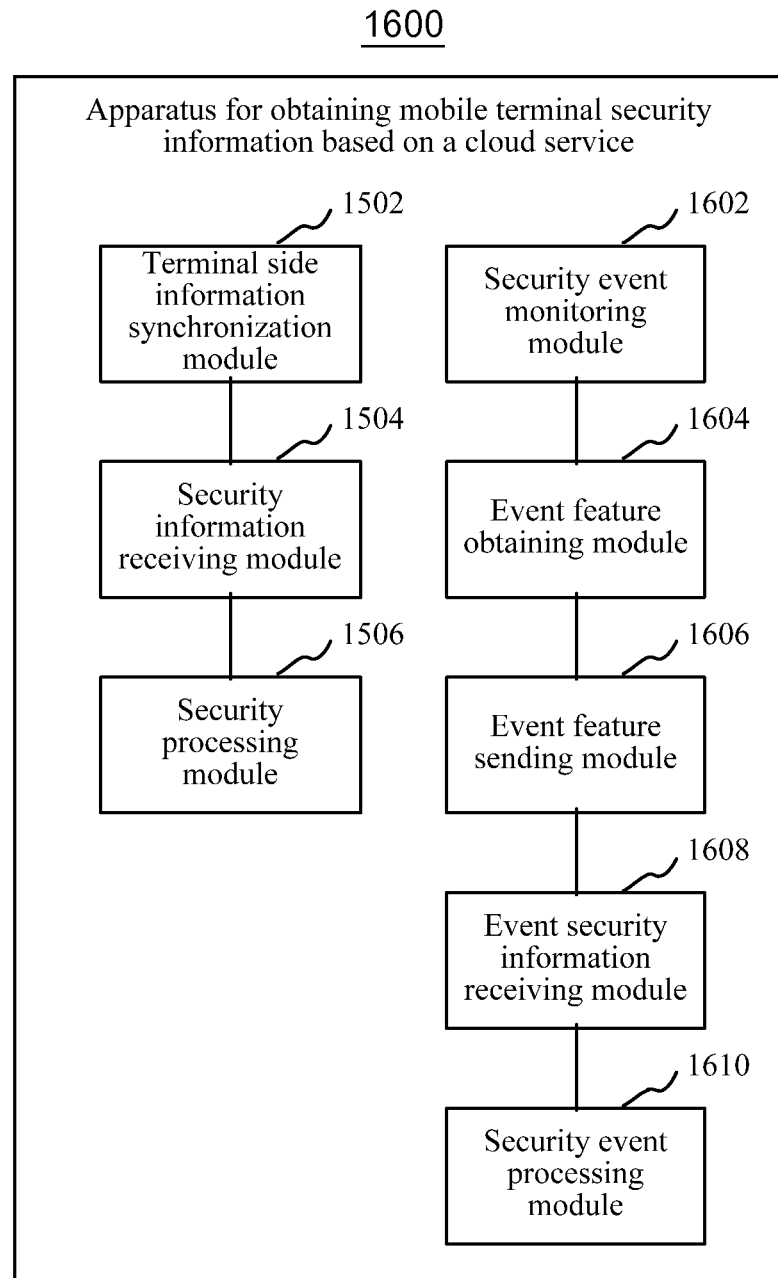 1600
Apparatus for obtaining mobile terminal security
information based on a cloud service
1502
Terminal side
information
synchronization
module
1504
Security
information
receiving module
1506
Security
processing
module
1602
Security event
monitoring
module
1604
Event feature
obtaining module
1606
Event feature
sending module
1608
Event security
information
receiving module
1610
Security event
processing
module